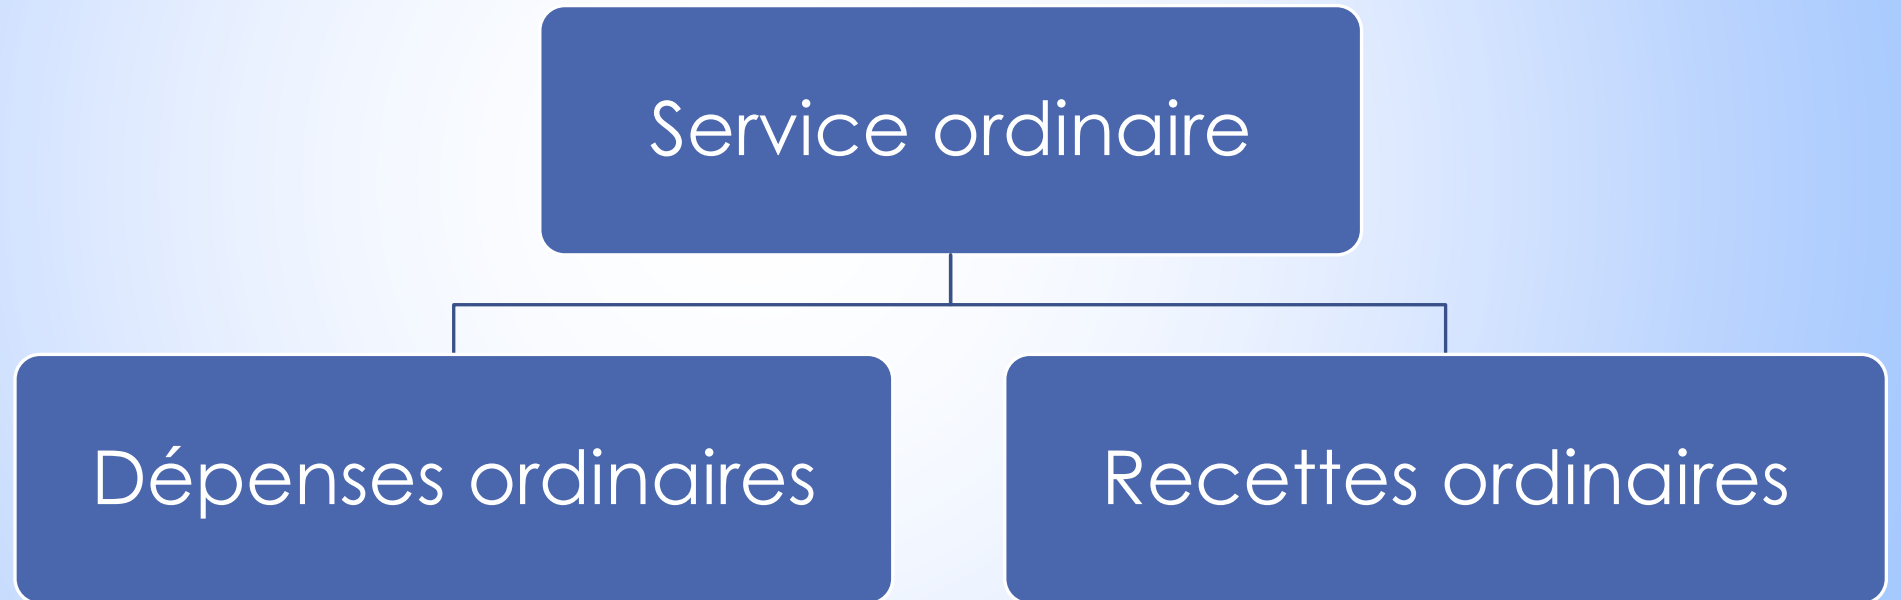 Service ordinaire
Dépenses ordinaires
Recettes ordinaires